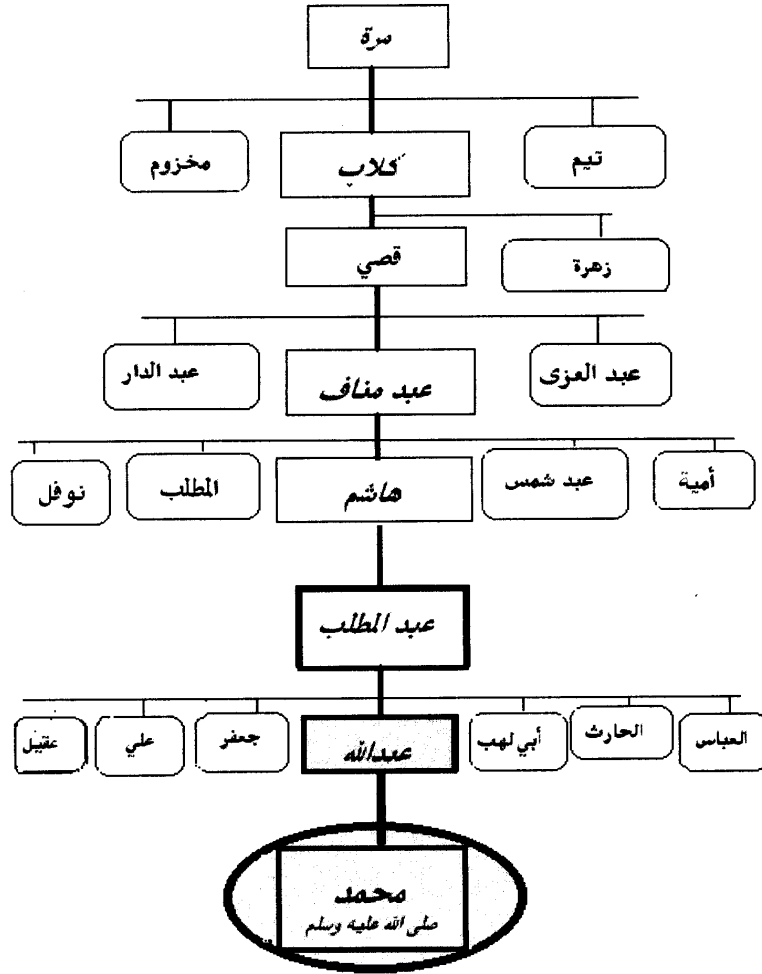 مرة
تيم
كلاب
مخزوم
قصي
زهرة
عبد العزى
عبد مناف
عبد الدار
أمية
عبد شمس
هاشم
المطلب
نوفل
عبد المطلب
العباس
الحارث
أبي لهب
عبدالله
جعفر
علي
عقيل
محمد
صلى الله عليه وسلم